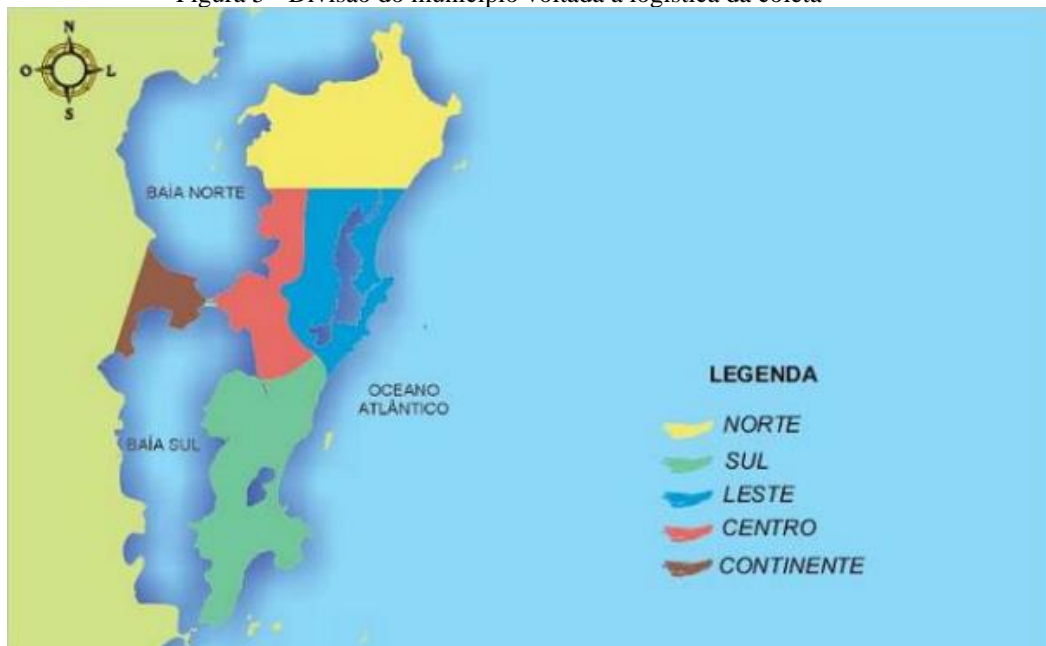 Figura 3 - Divisão do município voltada à logística da coleta
N
O
L
S
BAÍA NORTE
OCEANO
ATLÂNTICO
BAÍA SUL
LEGENDA
NORTE
SUL
LESTE
CENTRO
CONTINENTE